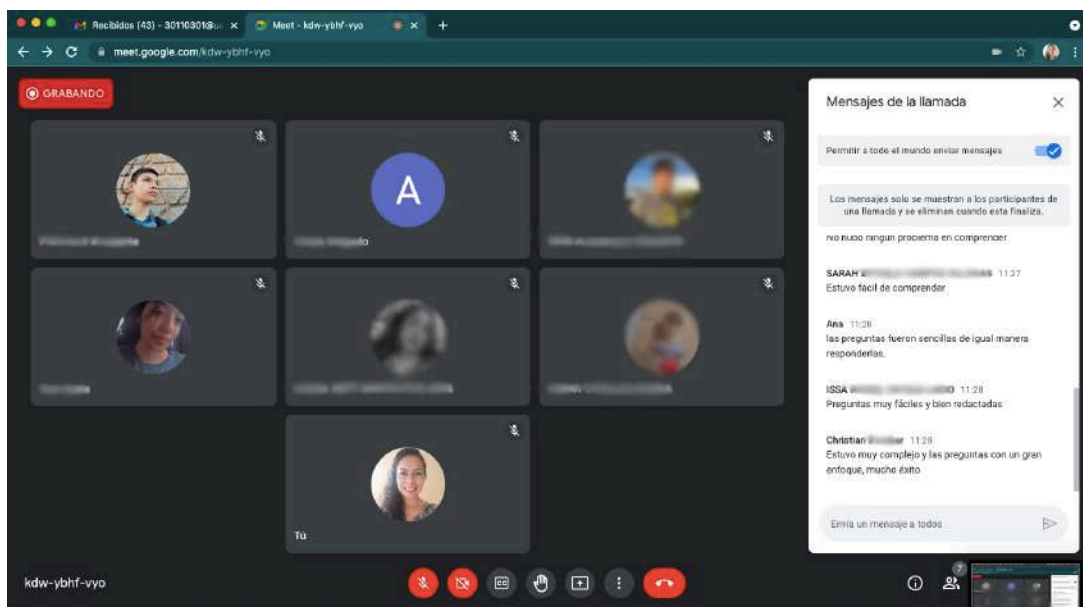 Recibidos (43) - 30110301@u
Meet - kdw-ybhf-vyo
meet.google.com/kdw-ybhf-vyo
GRABANDO
A
Tú
Mensajes de la llamada
Permitir a todo el mundo enviar mensajes
Los mensajes solo se muestran a los participantes de
una llamada y se eliminan cuando esta finaliza.
No hubo ningún problema en comprender
SARAH 11:27
Estuvo fácil de comprender
Ana 11:28
las preguntas fueron sencillas de igual manera
responderlas.
ISSA 11:28
Preguntas muy fáciles y bien redactadas
Christian 11:28
Estuvo muy complejo y las preguntas con un gran
enfoque, mucho éxito
Envía un mensaje a todos
kdw-ybhf-vyo
7